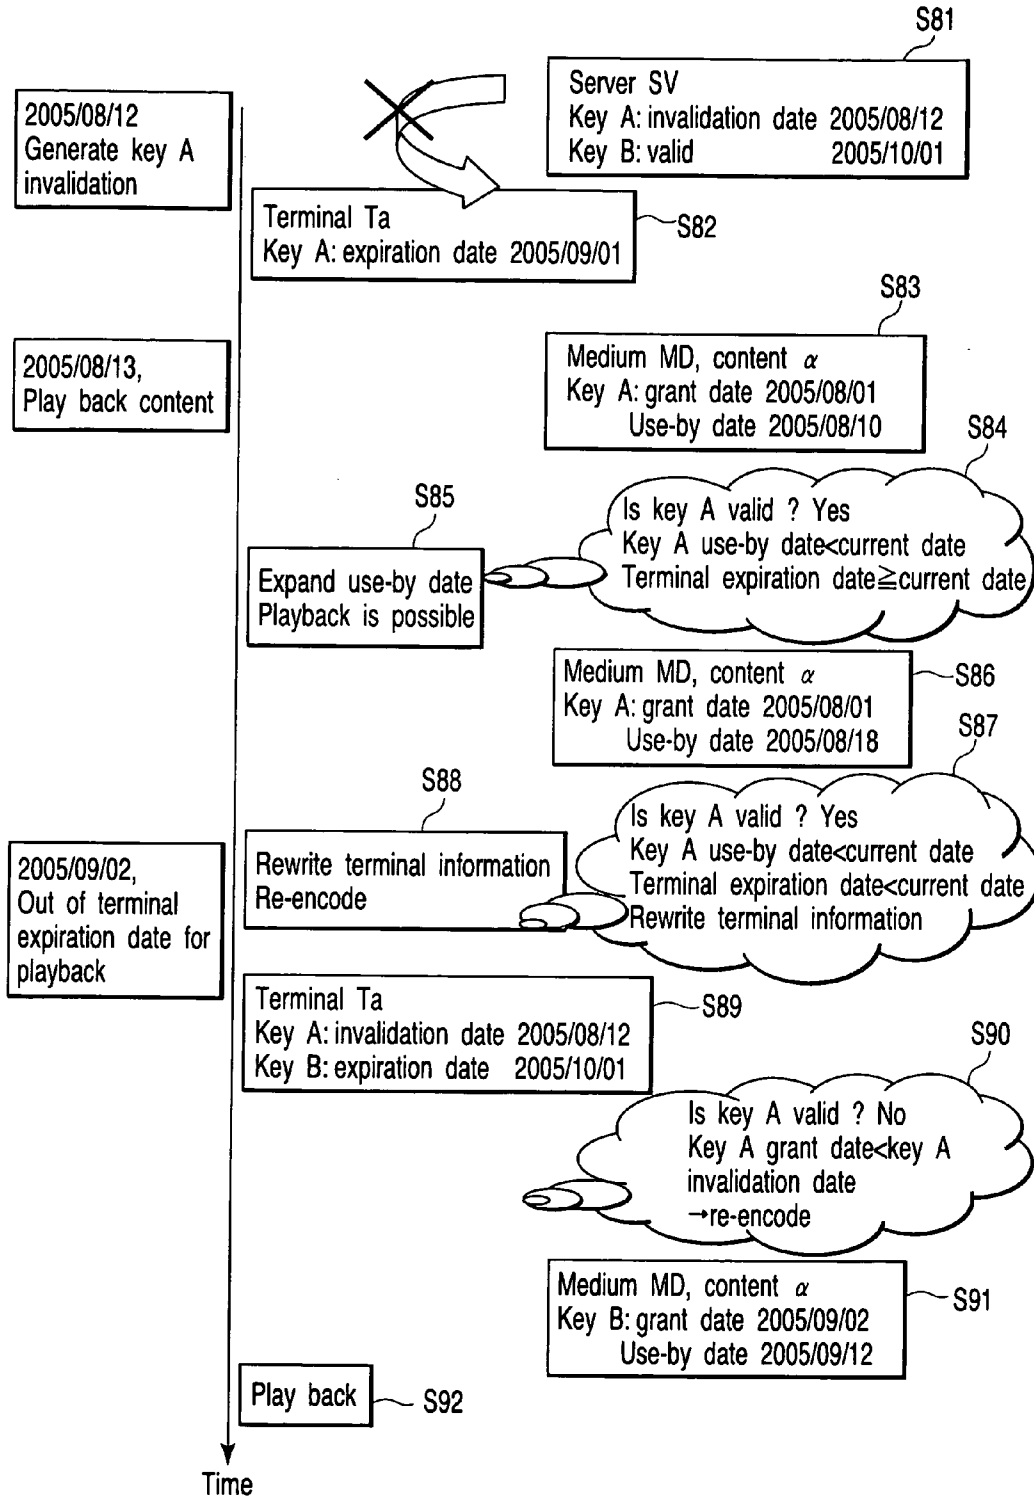 S81
2005/08/12
Generate key A
invalidation
Server SV
Key A: invalidation date 2005/08/12
Key B: valid 2005/10/01
Terminal Ta
Key A: expiration date 2005/09/01
S82
S83
2005/08/13,
Play back content
Medium MD, content α
Key A: grant date 2005/08/01
Use-by date 2005/08/10
S84
Is key A valid ? Yes
Key A use-by date<current date
Terminal expiration date≧current date
S85
Expand use-by date
Playback is possible
Medium MD, content α
Key A: grant date 2005/08/01
Use-by date 2005/08/18
S86
S87
Is key A valid ? Yes
Key A use-by date<current date
Terminal expiration date<current date
Rewrite terminal information
S88
Rewrite terminal information
Re-encode
2005/09/02,
Out of terminal
expiration date for
playback
Terminal Ta
Key A: invalidation date 2005/08/12
Key B: expiration date 2005/10/01
S89
S90
Is key A valid ? No
Key A grant date<key A
invalidation date
→re-encode
Medium MD, content α
Key B: grant date 2005/09/02
Use-by date 2005/09/12
S91
Play back
S92
Time